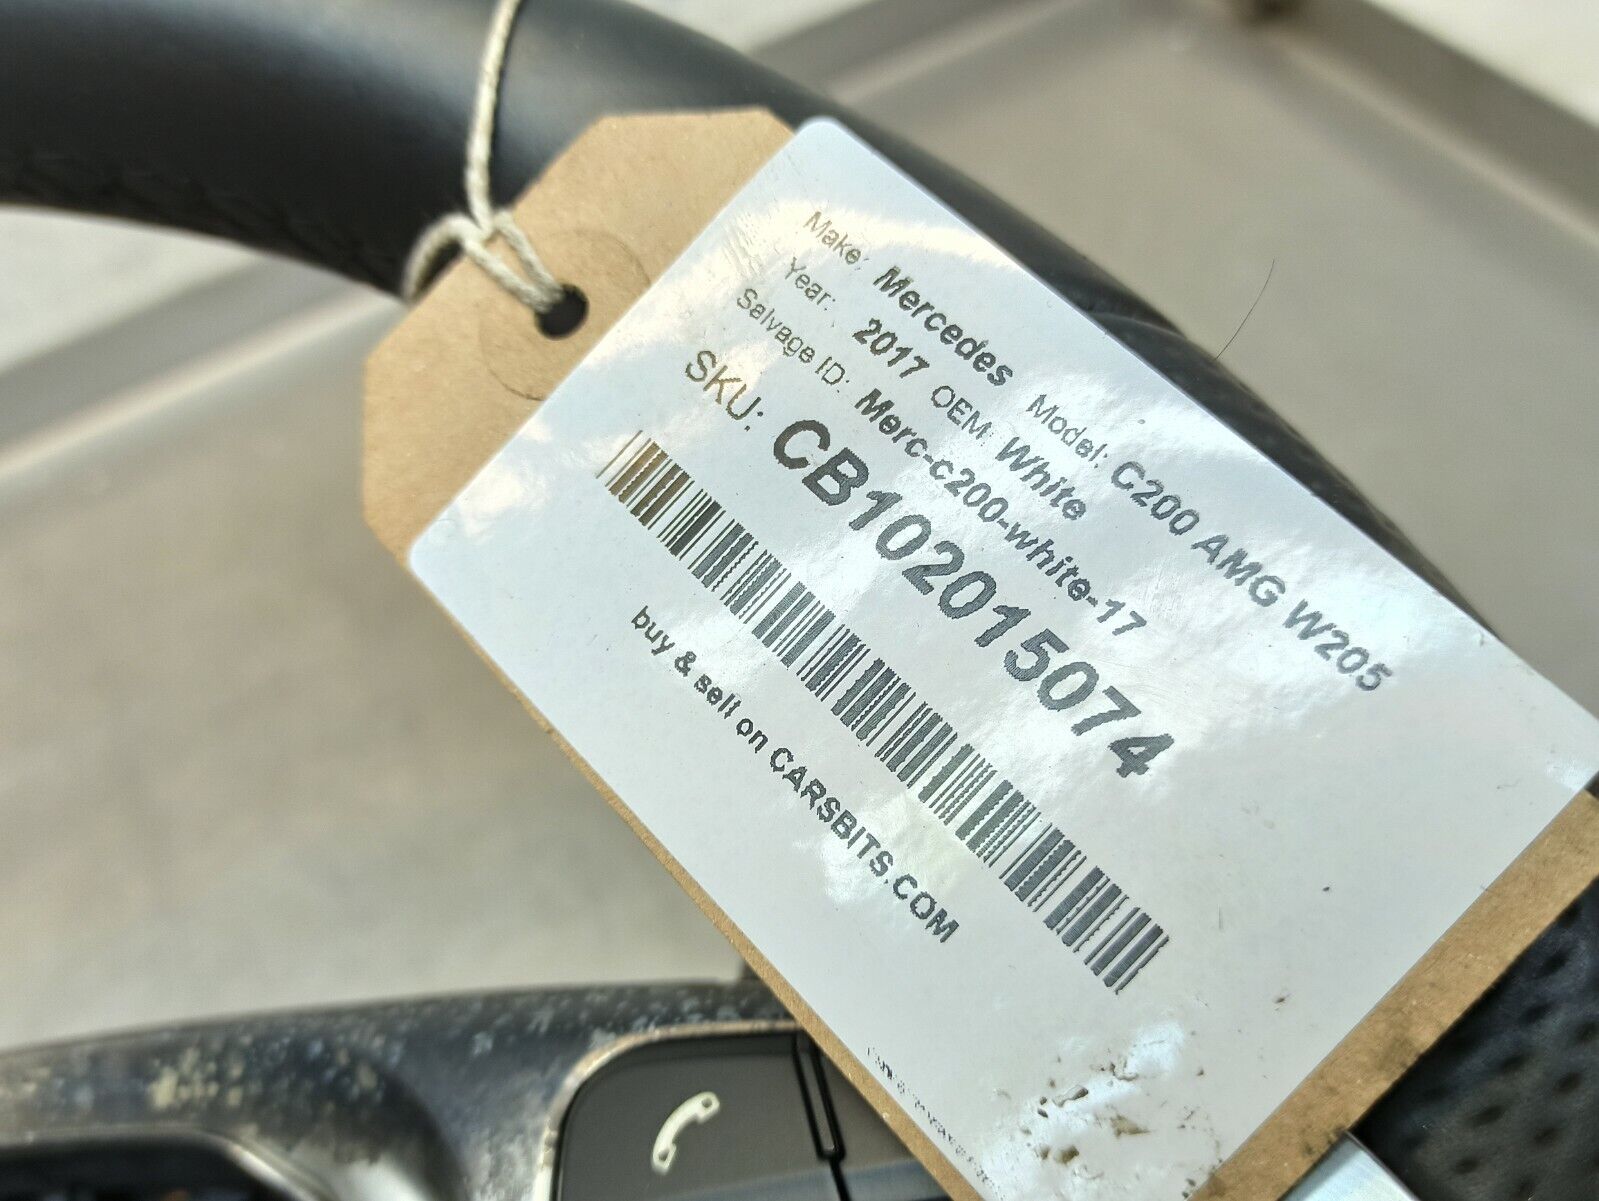 Make: Mercedes Model: C200 AMG W205
Year: 2017 OEM: White
Salvage ID: Merc-c200-white-17
SKU: CB102015074
buy & sell on CARSBITS.COM